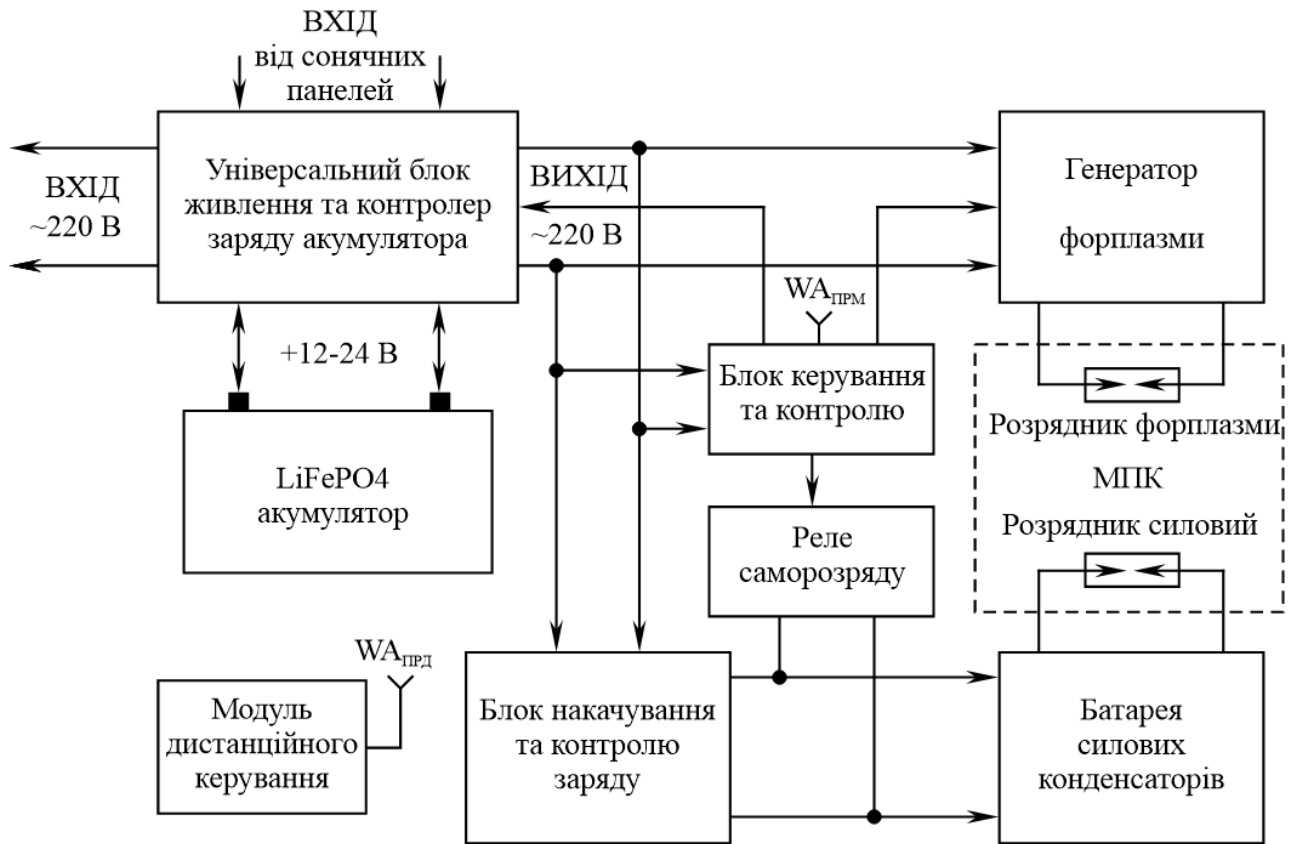 ВХІД
від сонячних
панелей
ВХІД
~220 В
Універсальний блок
живлення та контролер
заряду акумулятора
ВИХІД
~220 В
Генератор
форплазми
WAПРМ
+12-24 В
Блок керування
та контролю
Розрядник форплазми
МПК
Розрядник силовий
LiFePO4
акумулятор
Реле
саморозряду
WAПРД
Модуль
дистанційного
керування
Блок накачування
та контролю
заряду
Батарея
силових
конденсаторів